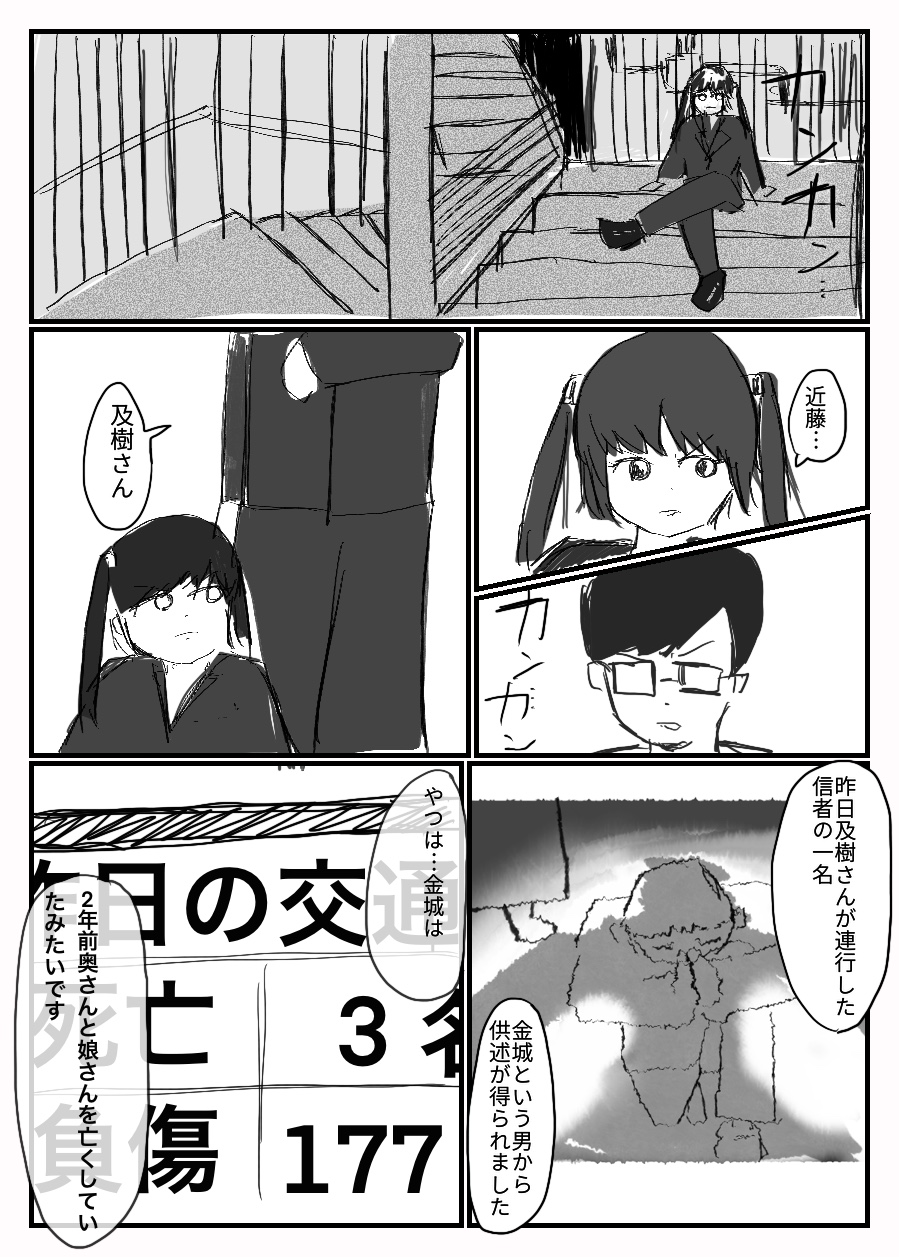 カンカン…
近藤…
及樹さん
カンカン
昨日及樹さんが連行した
信者の一名
金城という男から
供述が得られました
やつは…金城は
2年前奥さんと娘さんを亡くしてい
たみたいです
昨日の交通
死亡 3名
負傷 177